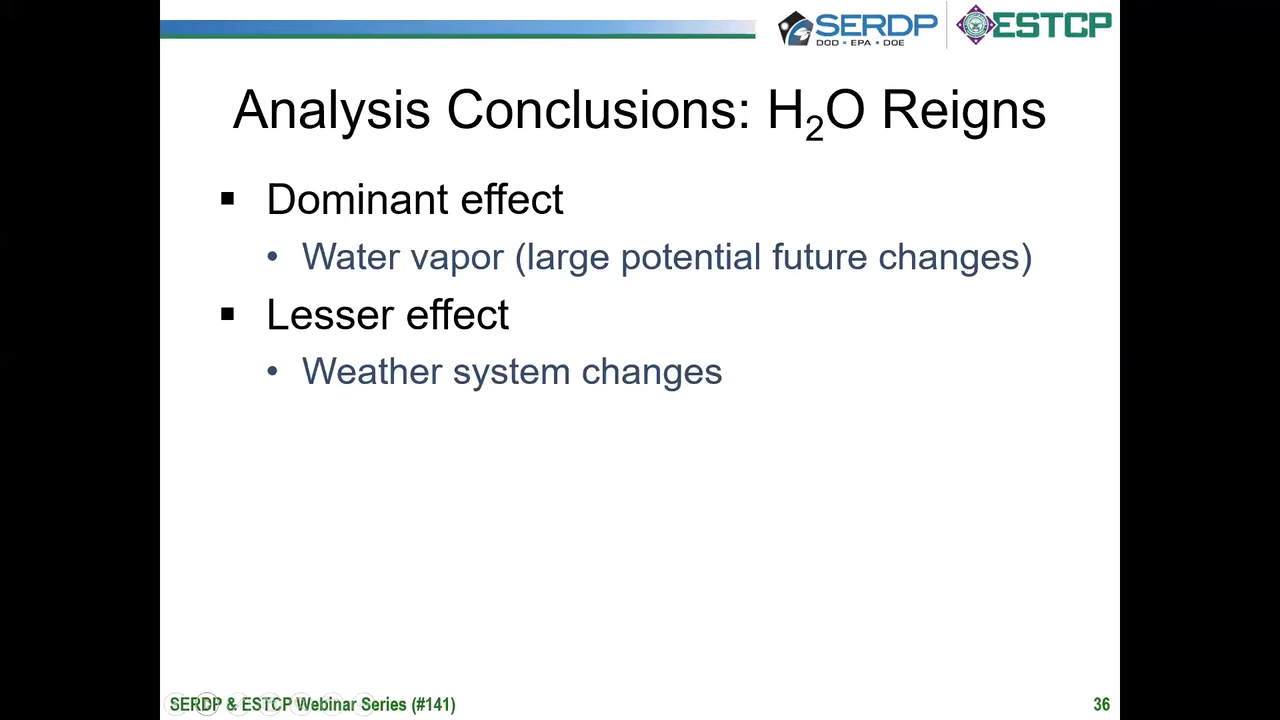 SERDP
DOD • EPA • DOE
ESTCP
Analysis Conclusions: H₂O Reigns
▪ Dominant effect
• Water vapor (large potential future changes)
▪ Lesser effect
• Weather system changes
SERDP & ESTCP Webinar Series (#141)
36